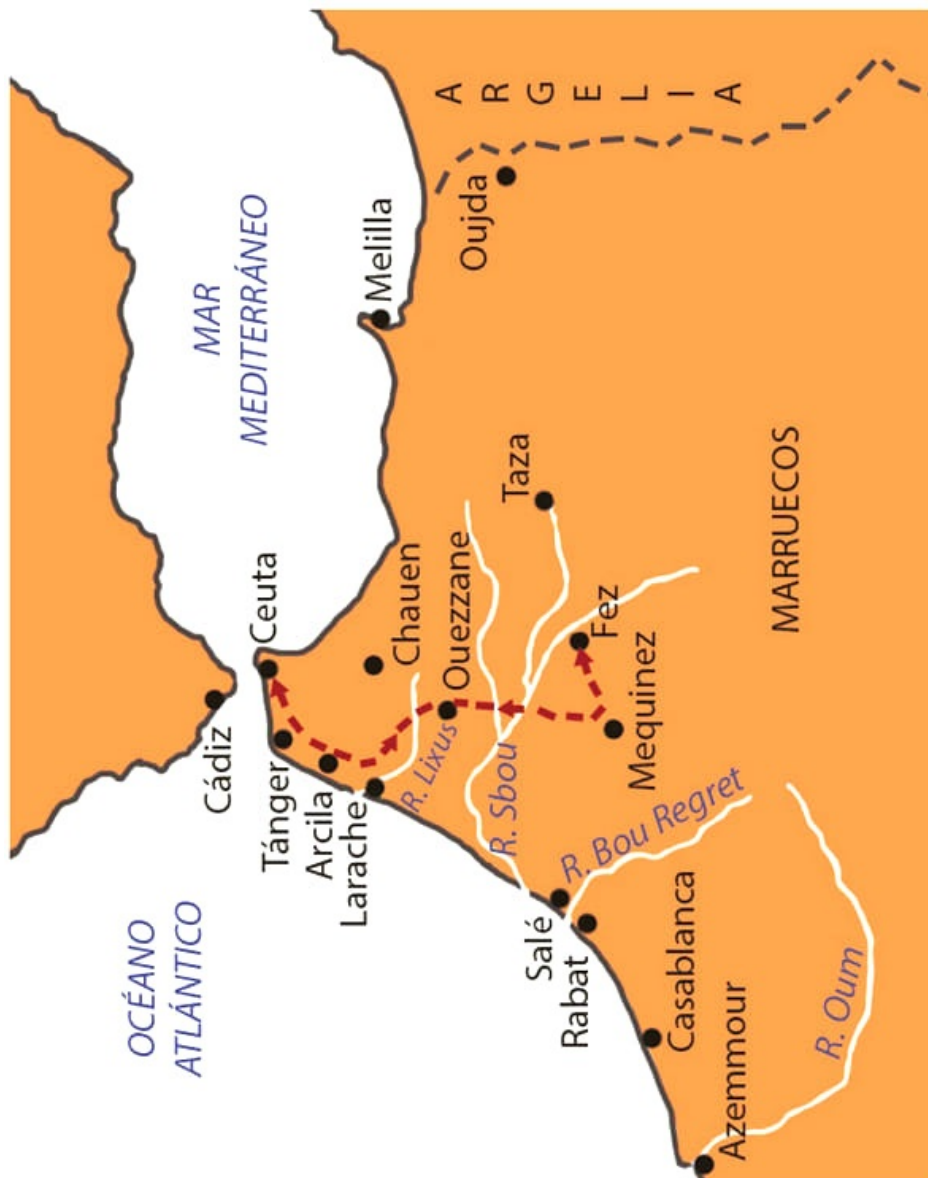 OCÉANO
ATLÁNTICO
MAR
MEDITERRÁNEO
Cádiz
Ceuta
Tánger
Arcila
Larache
Chauen
Melilla
R. Lixus
Ouezzane
Oujda
ARGELIA
R. Sbou
Taza
Fez
Mequinez
Salé
Rabat
R. Bou Regret
Casablanca
Azemmour
R. Oum
MARRUECOS